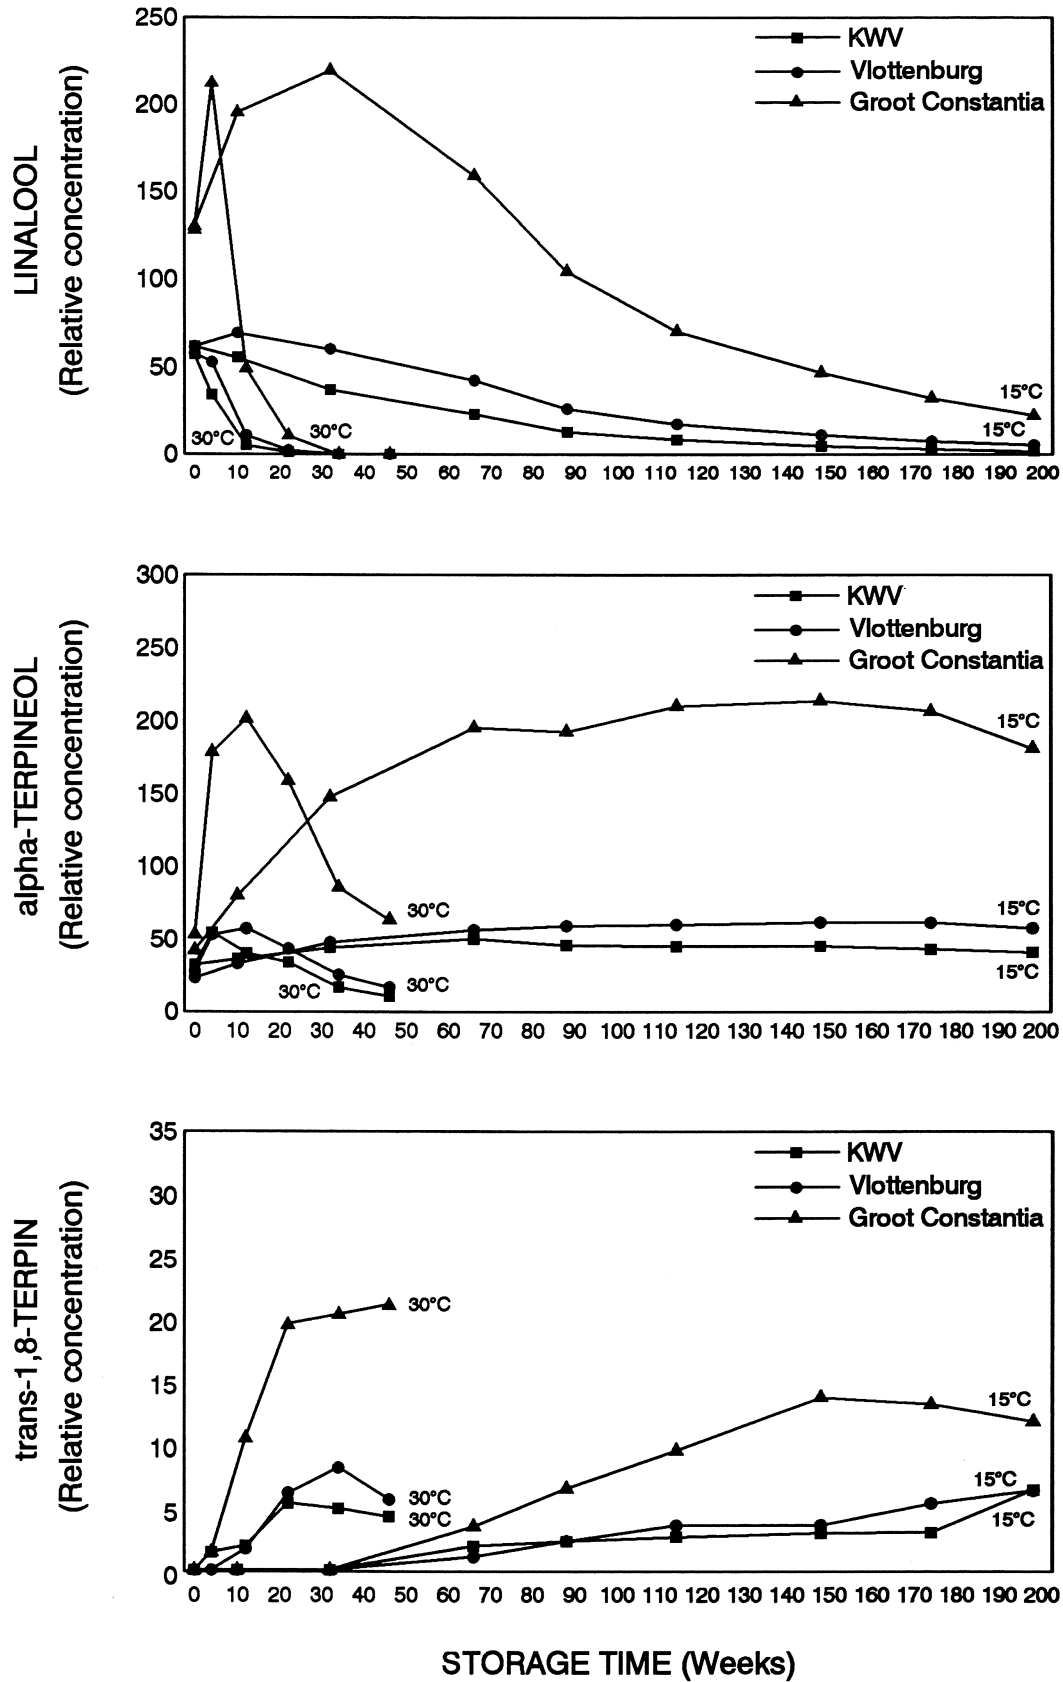 LINALOOL
(Relative concentration)
250
200
150
100
50
0
KWV
Vlottenburg
Groot Constantia
15°C
15°C
30°C
30°C
0 10 20 30 40 50 60 70 80 90 100 110 120 130 140 150 160 170 180 190 200
alpha-TERPINEOL
(Relative concentration)
300
250
200
150
100
50
0
KWV
Vlottenburg
Groot Constantia
15°C
30°C
15°C
15°C
30°C
30°C
0 10 20 30 40 50 60 70 80 90 100 110 120 130 140 150 160 170 180 190 200
trans-1,8-TERPIN
(Relative concentration)
35
30
25
20
15
10
5
0
KWV
Vlottenburg
Groot Constantia
30°C
15°C
30°C
30°C
15°C
15°C
0 10 20 30 40 50 60 70 80 90 100 110 120 130 140 150 160 170 180 190 200
STORAGE TIME (Weeks)